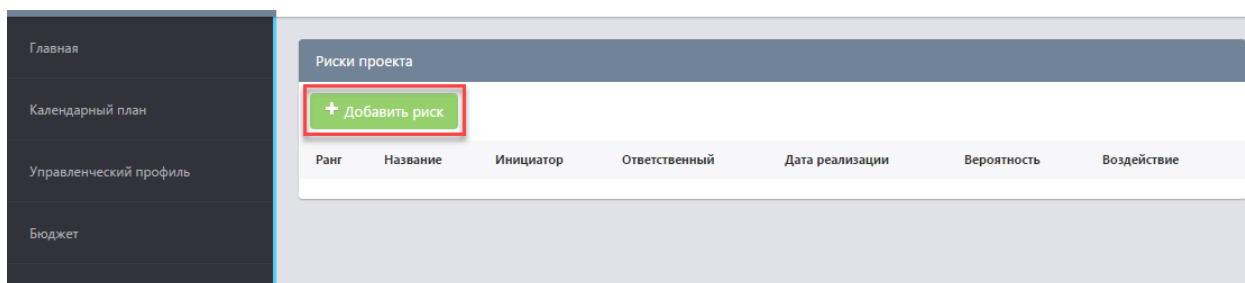 Главная
Календарный план
Управленческий профиль
Бюджет
Риски проекта
+ Добавить риск
Ранг Название Инициатор Ответственный Дата реализации Вероятность Воздействие